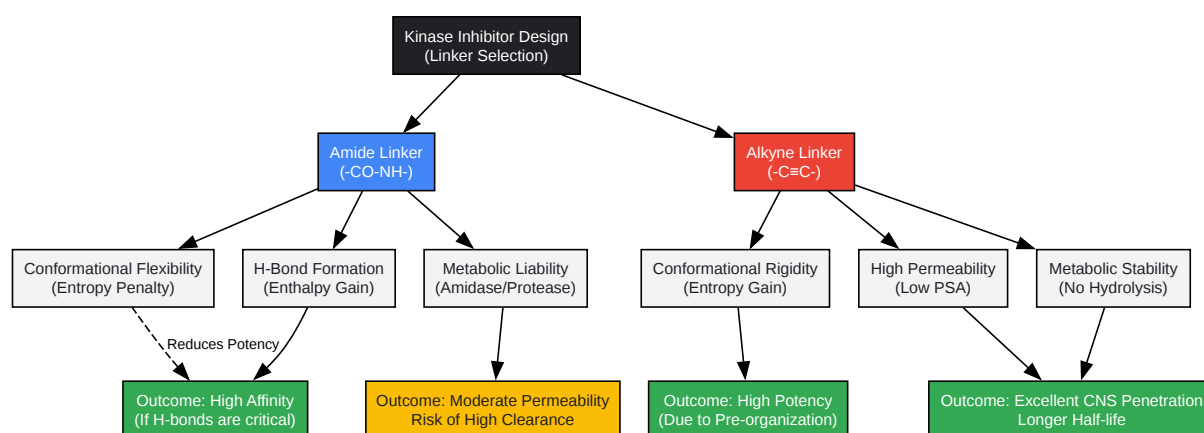 Kinase Inhibitor Design
(Linker Selection)
Amide Linker
(-CO-NH-)
Alkyne Linker
(-C≡C-)
Conformational Flexibility
(Entropy Penalty)
H-Bond Formation
(Enthalpy Gain)
Metabolic Liability
(Amidase/Protease)
Conformational Rigidity
(Entropy Gain)
High Permeability
(Low PSA)
Metabolic Stability
(No Hydrolysis)
Reduces Potency
Outcome: High Affinity
(If H-bonds are critical)
Outcome: Moderate Permeability
Risk of High Clearance
Outcome: High Potency
(Due to Pre-organization)
Outcome: Excellent CNS Penetration
Longer Half-life